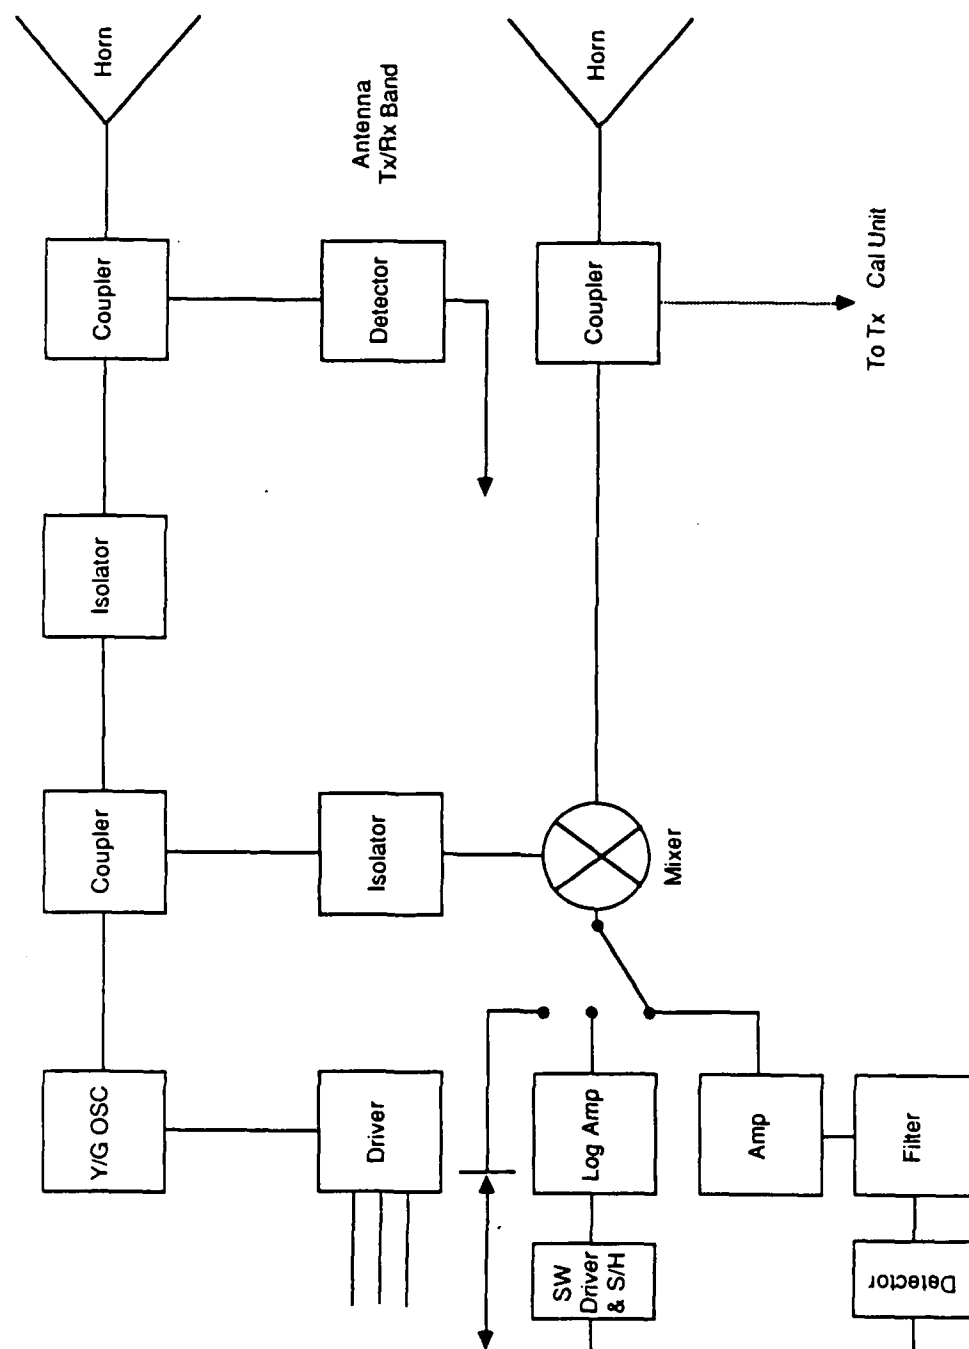 Horn
Horn
Antenna
Tx/Rx Band
Coupler
Detector
Coupler
To Tx Cal Unit
Isolator
Coupler
Isolator
Mixer
Y/G OSC
Driver
Log Amp
Amp
Filter
SW
Driver
& S/H
Detector